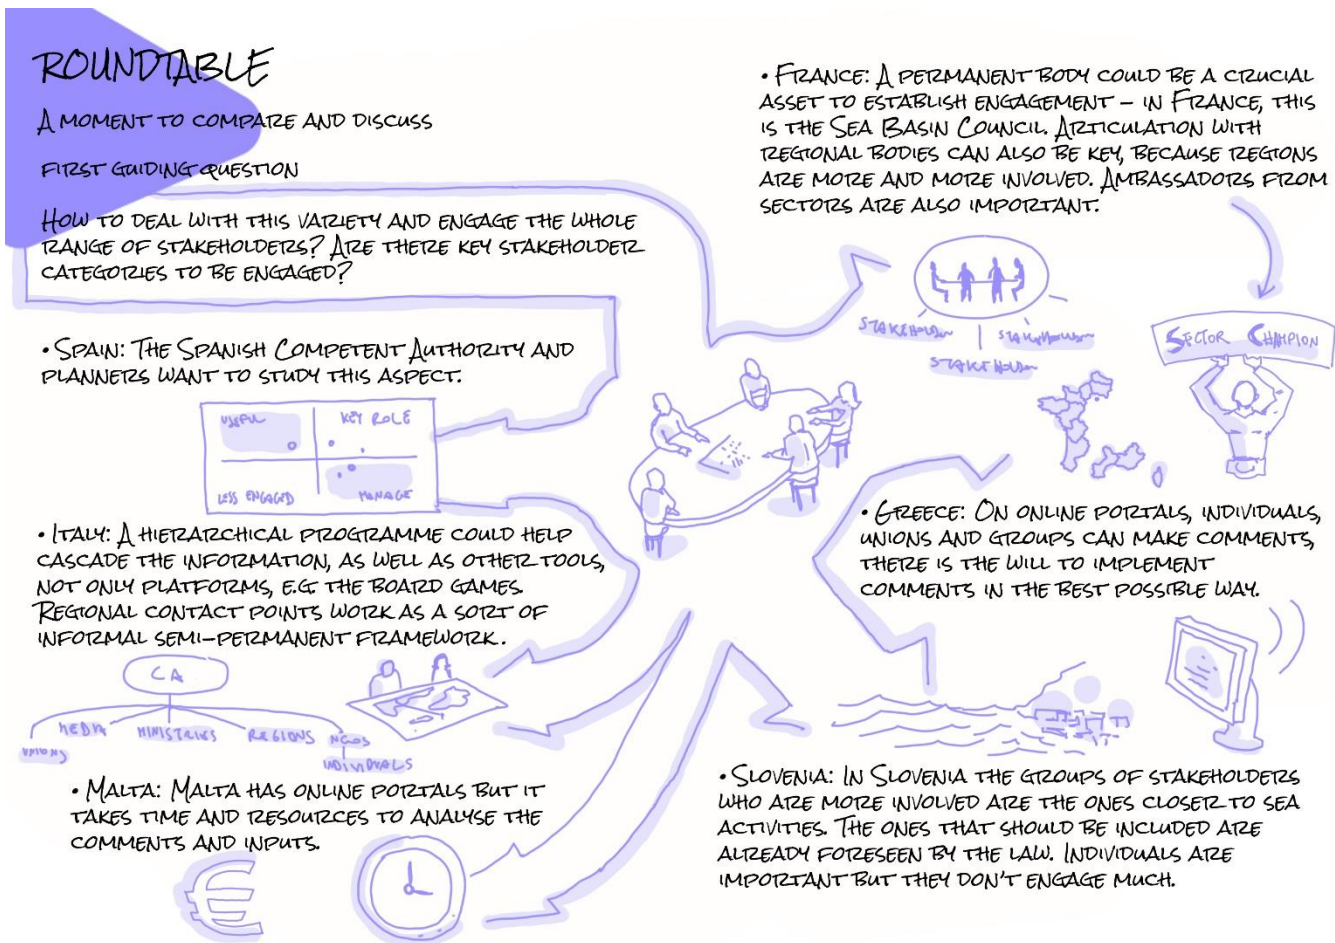 ROUNDTABLE
A MOMENT TO COMPARE AND DISCUSS
FIRST GUIDING QUESTION
HOW TO DEAL WITH THIS VARIETY AND ENGAGE THE WHOLE
RANGE OF STAKEHOLDERS? ARE THERE KEY STAKEHOLDER
CATEGORIES TO BE ENGAGED?
• SPAIN: THE SPANISH COMPETENT AUTHORITY AND
PLANNERS WANT TO STUDY THIS ASPECT.
USEFUL
KEY ROLE
LESS ENGAGED
MANAGE
• ITALY: A HIERARCHICAL PROGRAMME COULD HELP
CASCADE THE INFORMATION, AS WELL AS OTHER TOOLS,
NOT ONLY PLATFORMS, E.G. THE BOARD GAMES.
REGIONAL CONTACT POINTS WORK AS A SORT OF
INFORMAL SEMI-PERMANENT FRAMEWORK.
CA
UNIONS
MEDIA
MINISTRIES
REGIONS
NGOS
INDIVIDUALS
• MALTA: MALTA HAS ONLINE PORTALS BUT IT
TAKES TIME AND RESOURCES TO ANALYSE THE
COMMENTS AND INPUTS.
€
• FRANCE: A PERMANENT BODY COULD BE A CRUCIAL
ASSET TO ESTABLISH ENGAGEMENT – IN FRANCE, THIS
IS THE SEA BASIN COUNCIL. ARTICULATION WITH
REGIONAL BODIES CAN ALSO BE KEY, BECAUSE REGIONS
ARE MORE AND MORE INVOLVED. AMBASSADORS FROM
SECTORS ARE ALSO IMPORTANT.
STAKEHOLDER
STAKEHOLDER
STAKEHOLDER
SECTOR CHAMPION
• GREECE: ON ONLINE PORTALS, INDIVIDUALS,
UNIONS AND GROUPS CAN MAKE COMMENTS,
THERE IS THE WILL TO IMPLEMENT
COMMENTS IN THE BEST POSSIBLE WAY.
• SLOVENIA: IN SLOVENIA THE GROUPS OF STAKEHOLDERS
WHO ARE MORE INVOLVED ARE THE ONES CLOSER TO SEA
ACTIVITIES. THE ONES THAT SHOULD BE INCLUDED ARE
ALREADY FORESEEN BY THE LAW. INDIVIDUALS ARE
IMPORTANT BUT THEY DON'T ENGAGE MUCH.